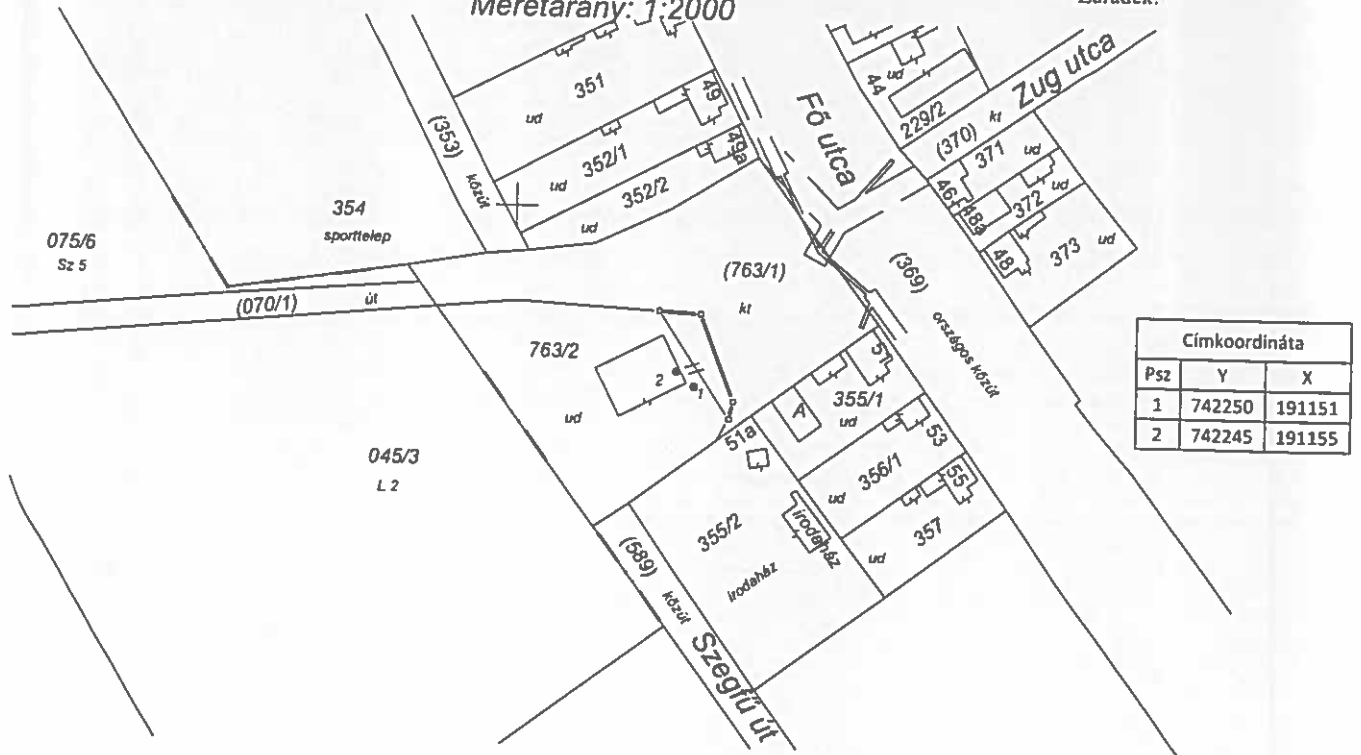 Méretarány: 1:2000
Záradék:
351
ud
49
44
ud
229/2
Zug utca
(370) kt
Fő utca
(353) közút
352/1
ud
49a
352/2
ud
371 ud
46
48a
372
ud
48
373 ud
354
sporttelep
075/6
Sz 5
(763/1)
kt
(369)
országos közút
(070/1) út
763/2
ud
2
1
Címkoordináta
Psz Y X
1 742250 191151
2 742245 191155
51
355/1
ud
A
51a
53
356/1
ud
55
045/3
L 2
355/2
irodaház
irodaház
357
ud
(589) közút Szegfű út